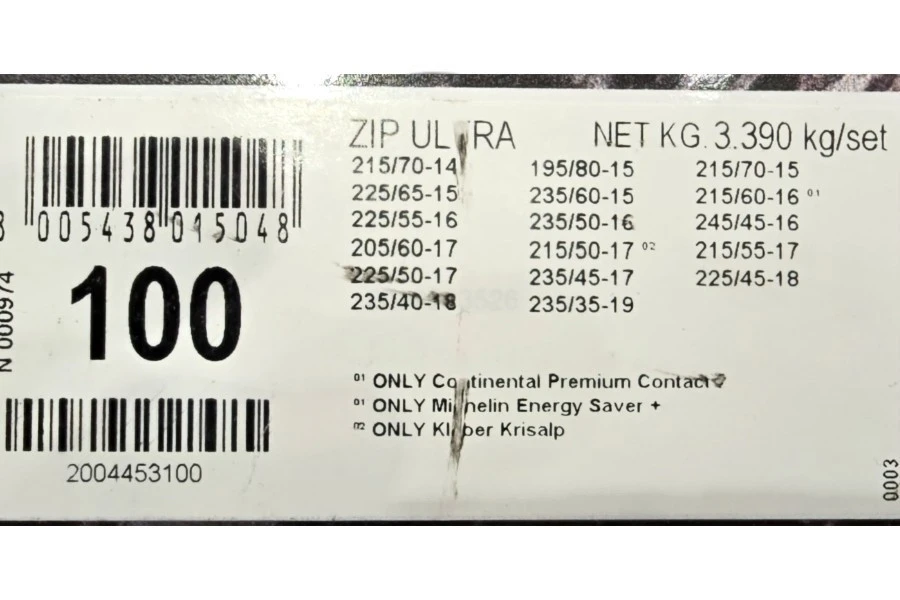 ZIP ULTRA NET KG. 3.390 kg/set
215/70-14 195/80-15 215/70-15
225/65-15 235/60-15 215/60-16 01
225/55-16 235/50-16 245/45-16
205/60-17 215/50-17 02 215/55-17
225/50-17 235/45-17 225/45-18
235/40-18 235/35-19
01 ONLY Continental Premium Contact
01 ONLY Michelin Energy Saver +
02 ONLY Kleber Krisalp
8 005438 015048
100
N 000974
2004453100
0003